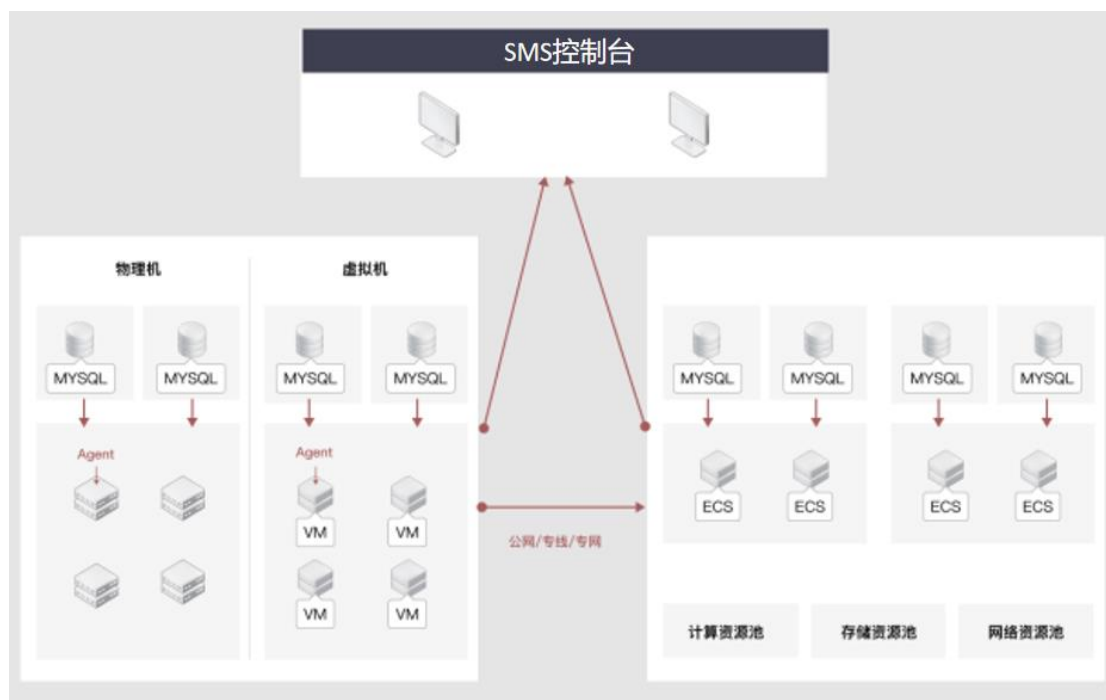 SMS控制台
物理机
虚拟机
MYSQL
MYSQL
MYSQL
MYSQL
Agent
Agent
VM
VM
VM
VM
公网/专线/专网
MYSQL
MYSQL
MYSQL
MYSQL
ECS
ECS
ECS
ECS
计算资源池
存储资源池
网络资源池